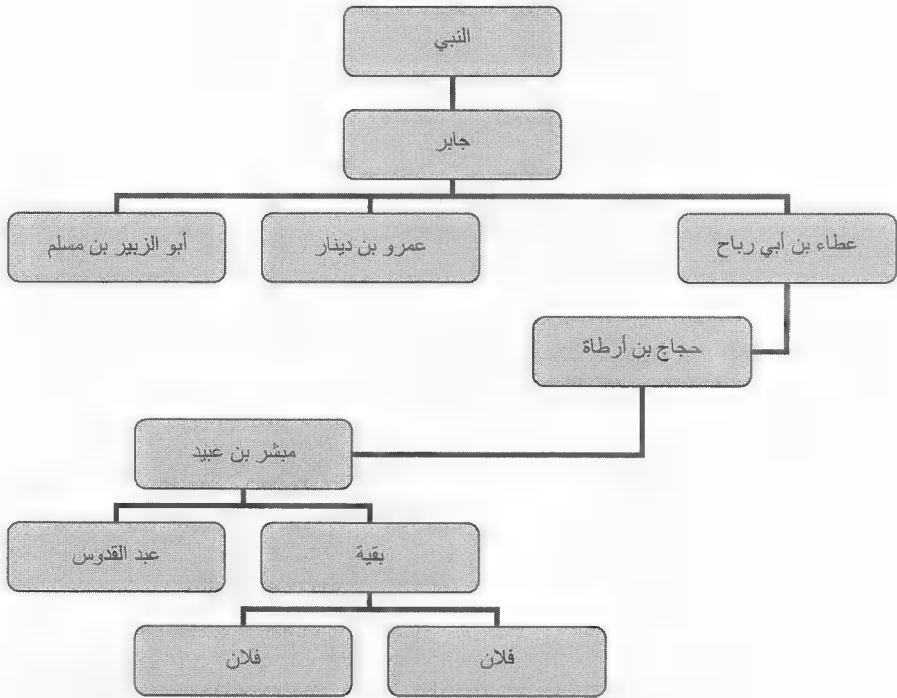 النبي
جابر
عطاء بن أبي رباح
عمرو بن دينار
أبو الزبير بن مسلم
حجاج بن أرطاة
مبشر بن عبيد
بقية
عبد القدوس
فلان
فلان